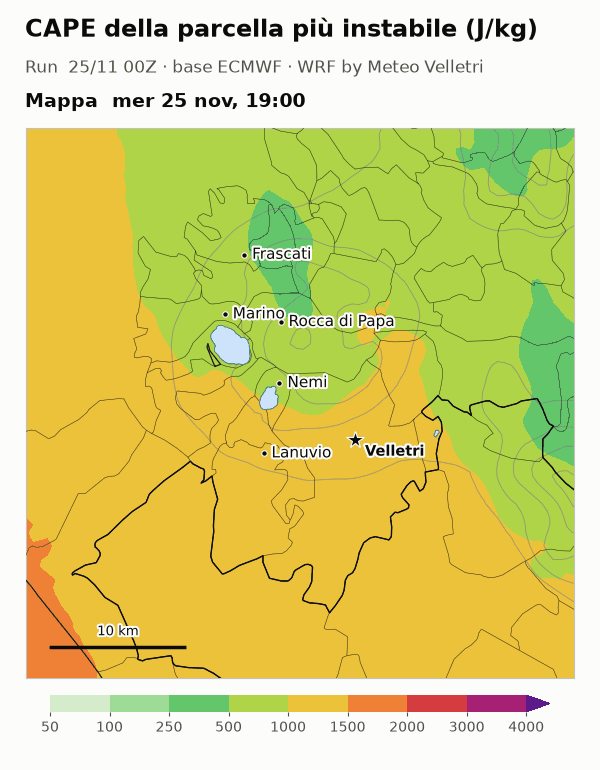 CAPE della parcella più instabile (J/kg)
Run  25/11 00Z · base ECMWF · WRF by Meteo Velletri
Mappa  mer 25 nov, 19:00
Frascati
Marino
Rocca di Papa
Nemi
Velletri
Lanuvio
10 km
50 100 250 500 1000 1500 2000 3000 4000